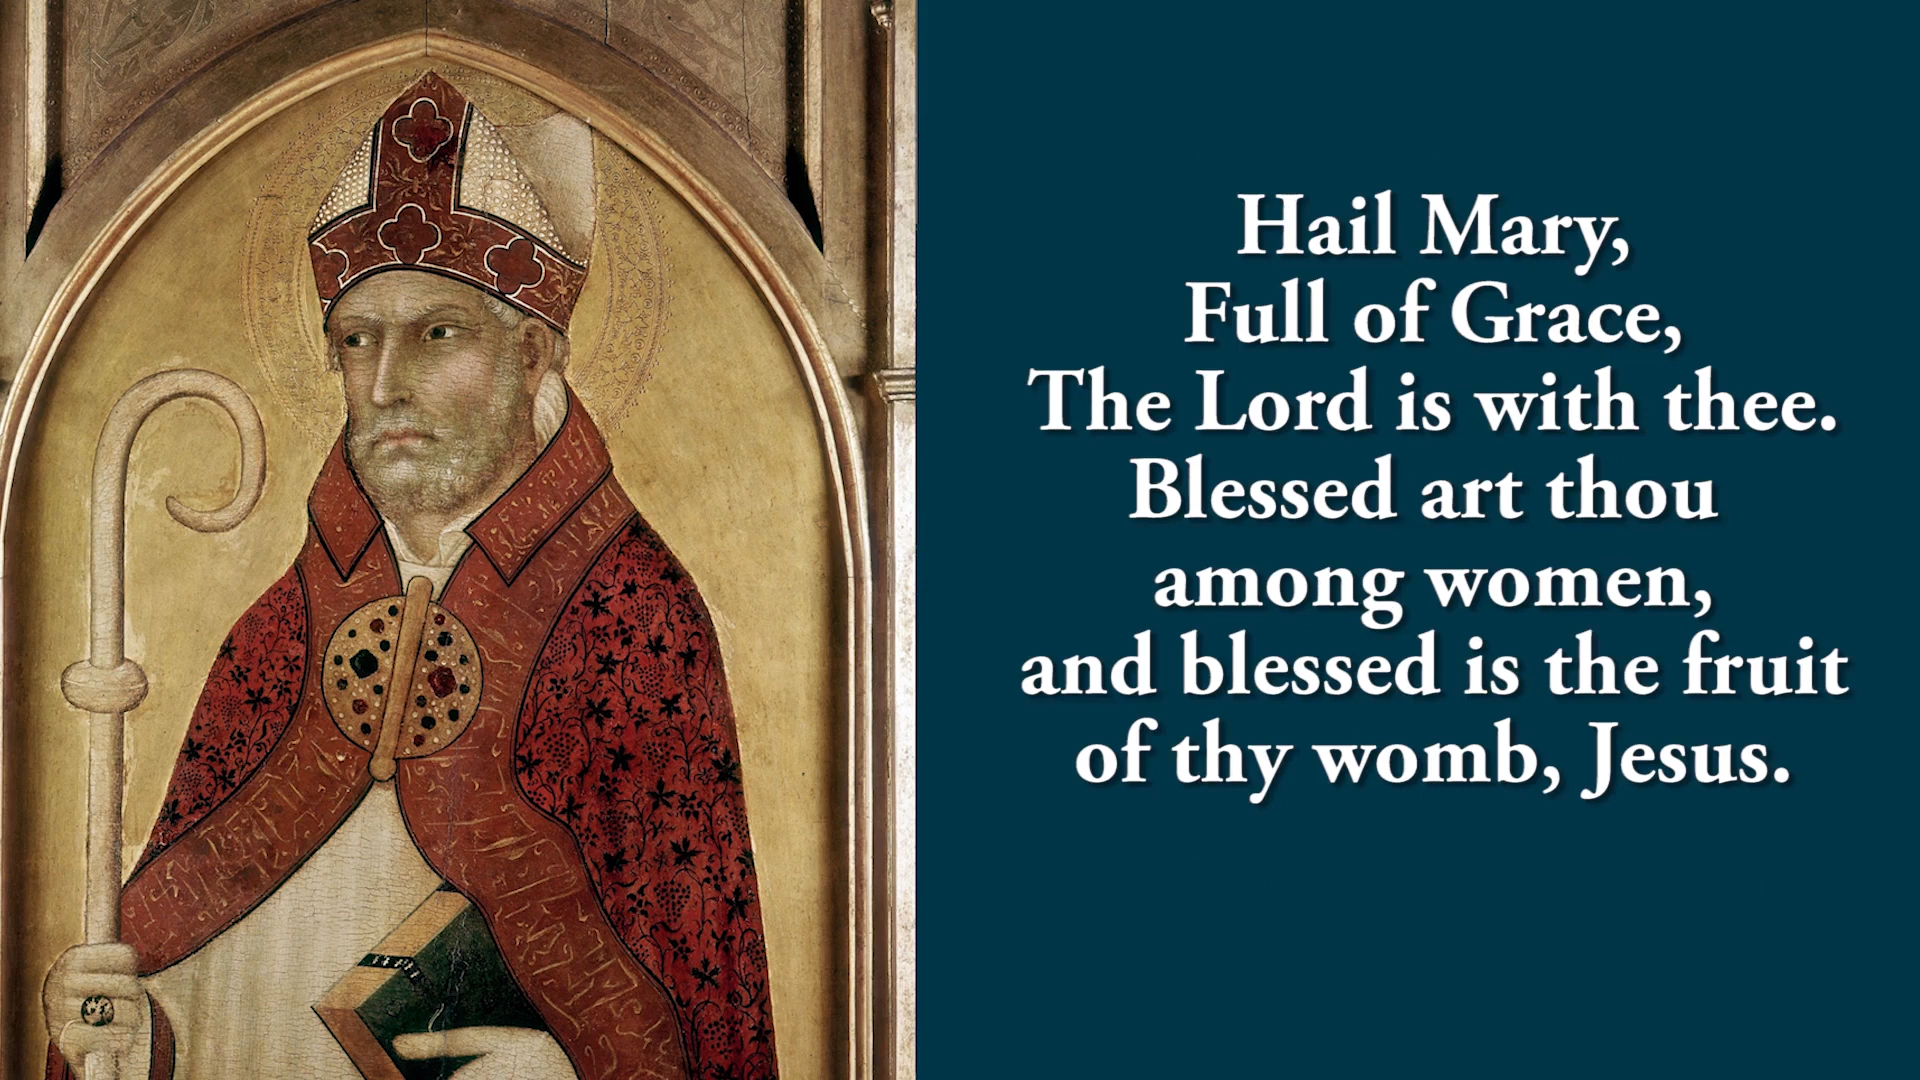 Hail Mary,
Full of Grace,
The Lord is with thee.
Blessed art thou
among women,
and blessed is the fruit
of thy womb, Jesus.